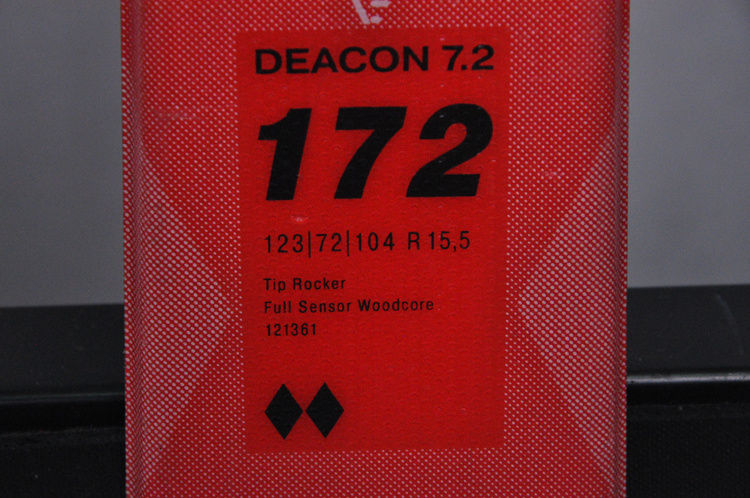 DEACON 7.2
172
123|72|104 R 15,5
Tip Rocker
Full Sensor Woodcore
121361